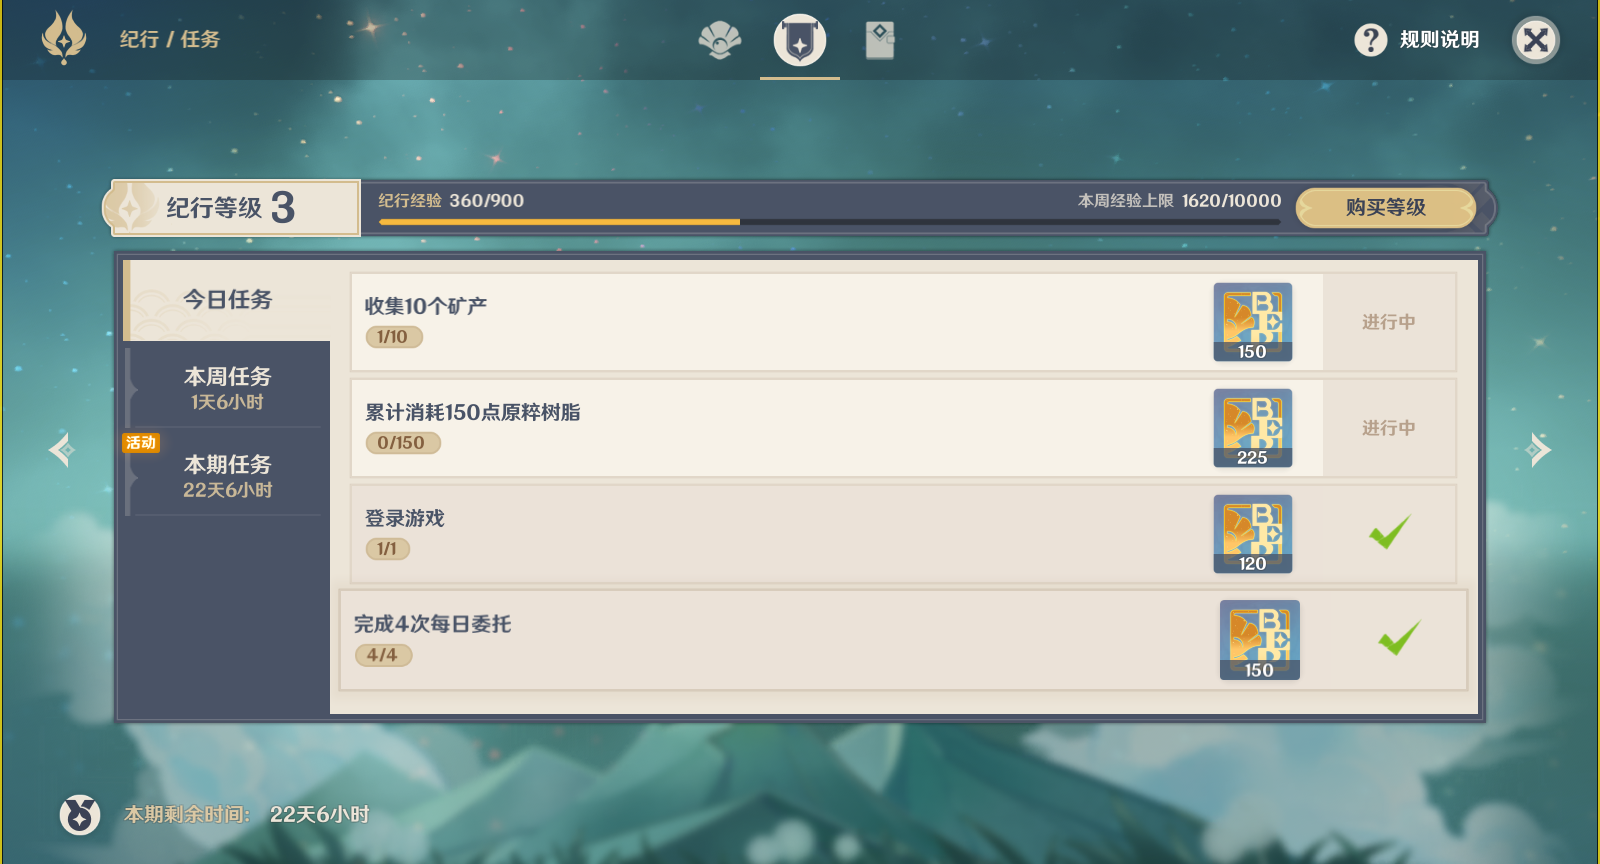 纪行 / 任务
规则说明
纪行等级 3
纪行经验 360/900
本周经验上限 1620/10000
购买等级
今日任务
本周任务
1天6小时
活动
本期任务
22天6小时
收集10个矿产
1/10
150
进行中
累计消耗150点原粹树脂
0/150
225
进行中
登录游戏
1/1
120
完成4次每日委托
4/4
150
本期剩余时间: 22天6小时